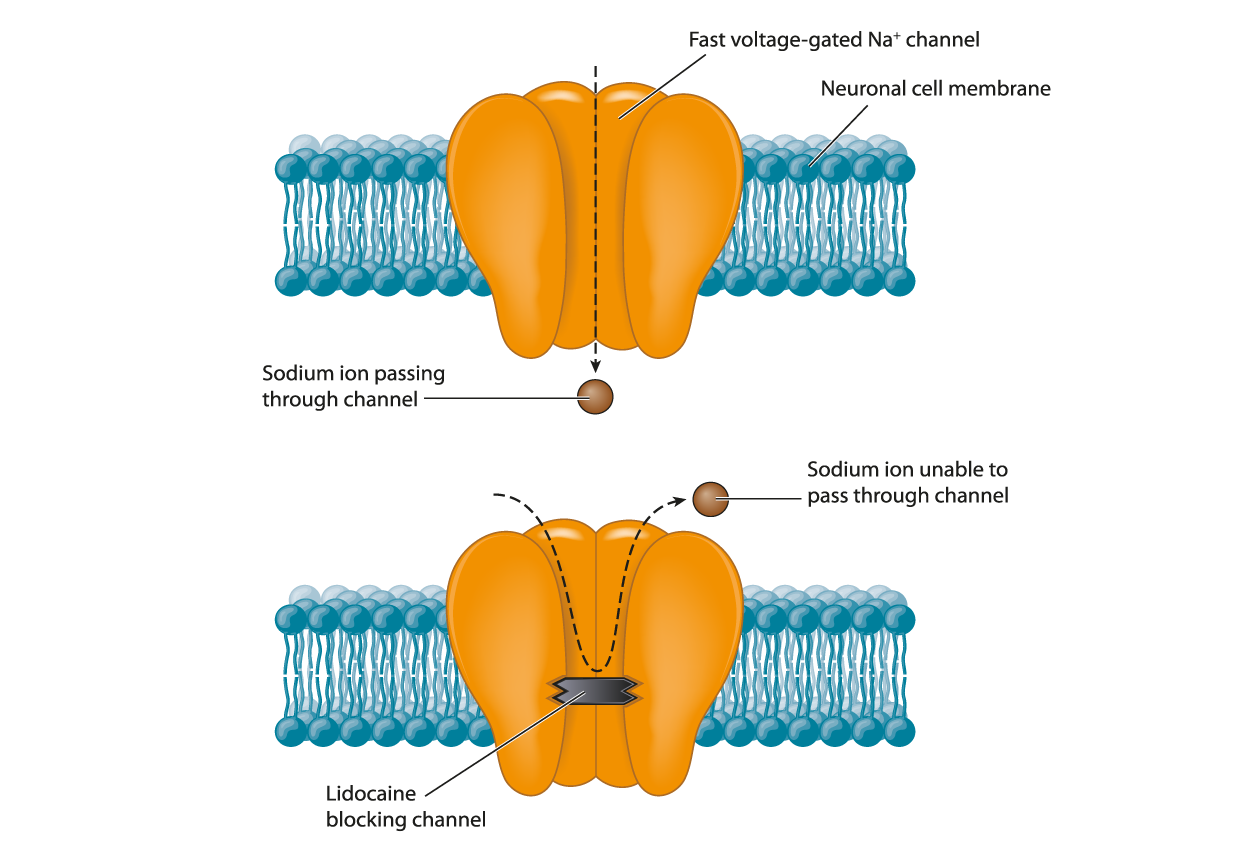 Fast voltage-gated Na⁺ channel
Neuronal cell membrane
Sodium ion passing
through channel
Sodium ion unable to
pass through channel
Lidocaine
blocking channel